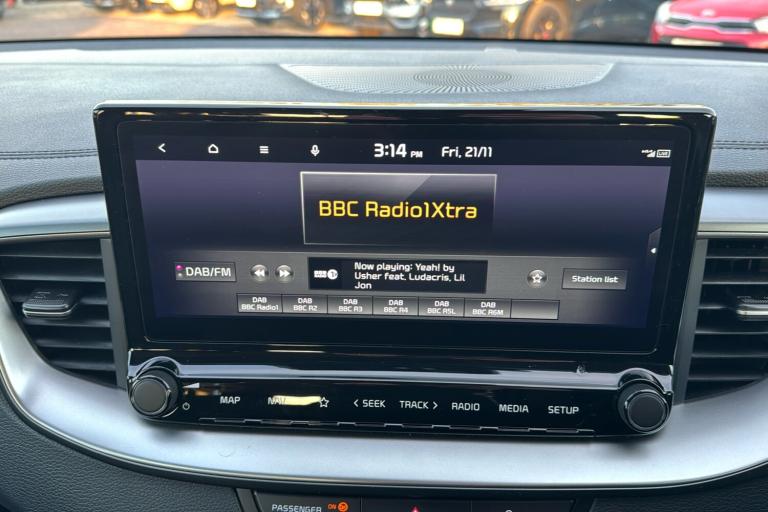 3:14 PM Fri, 21/11
BBC Radio1Xtra
DAB/FM
Now playing: Yeah! by
Usher feat. Ludacris, Lil
Jon
Station list
DAB
BBC Radio1
DAB
BBC R2
DAB
BBC R3
DAB
BBC R4
DAB
BBC R5L
DAB
BBC R6M
MAP
NAV
< SEEK
TRACK >
RADIO
MEDIA
SETUP
PASSENGER ON